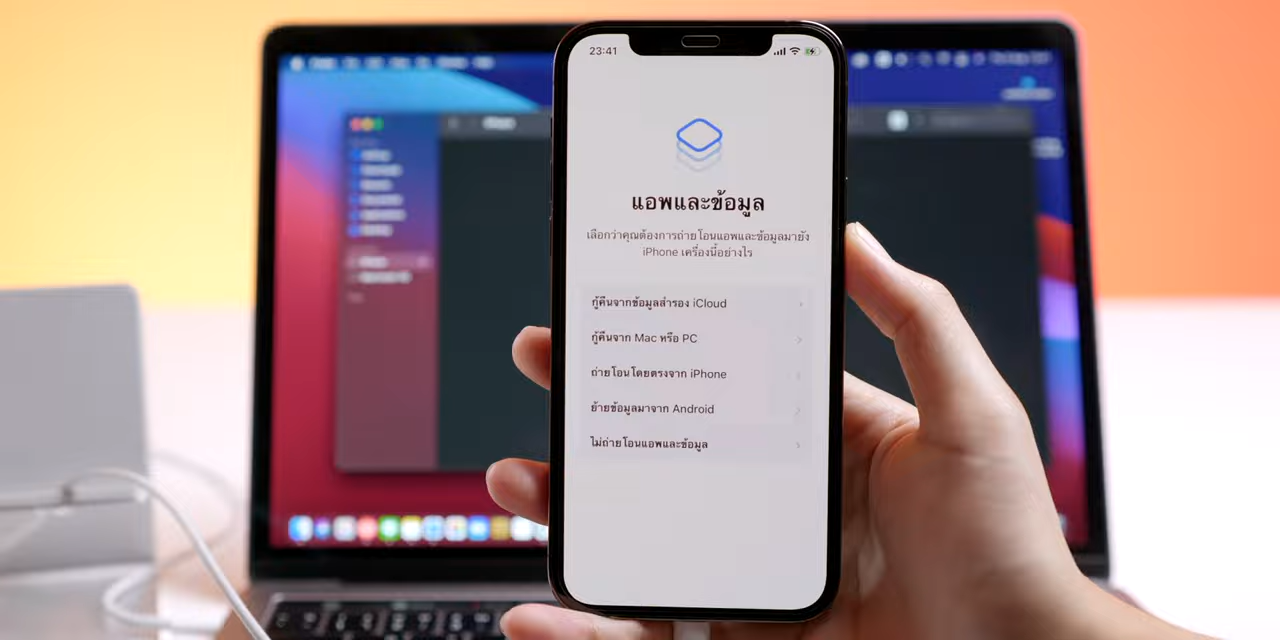 23:41
แอพและข้อมูล
เลือกว่าคุณต้องการถ่ายโอนแอพและข้อมูลมายัง
iPhone เครื่องนี้อย่างไร
กู้คืนจากข้อมูลสำรอง iCloud
กู้คืนจาก Mac หรือ PC
ถ่ายโอนโดยตรงจาก iPhone
ย้ายข้อมูลมาจาก Android
ไม่ถ่ายโอนแอพและข้อมูล